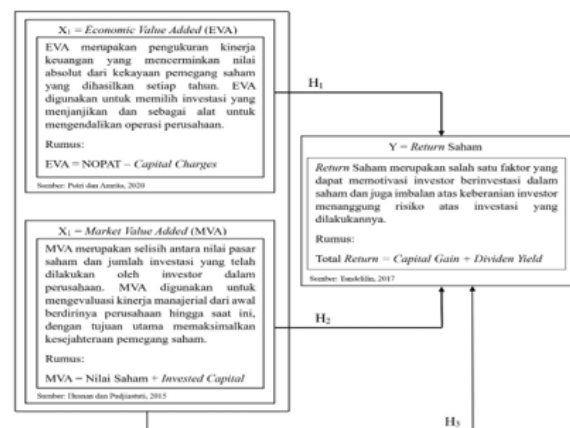 X₁ = Economic Value Added (EVA)
EVA merupakan pengukuran kinerja
keuangan yang mencerminkan nilai
absolut dari kekayaan pemegang saham
yang dihasilkan setiap tahun. EVA
digunakan untuk memilih investasi yang
menjanjikan dan sebagai alat untuk
mengendalikan operasi perusahaan.
Rumus:
EVA = NOPAT – Capital Charges
Sumber: Putri dan Amrita, 2020
H₁
Y = Return Saham
Return Saham merupakan salah satu faktor yang
dapat memotivasi investor berinvestasi dalam
saham dan juga imbalan atas keberanian investor
menanggung risiko atas investasi yang
dilakukannya.
Rumus:
Total Return = Capital Gain + Dividen Yield
Sumber: Tandelilin, 2017
X₁ = Market Value Added (MVA)
MVA merupakan selisih antara nilai pasar
saham dan jumlah investasi yang telah
dilakukan oleh investor dalam
perusahaan. MVA digunakan untuk
mengevaluasi kinerja manajerial dari awal
berdirinya perusahaan hingga saat ini,
dengan tujuan utama memaksimalkan
kesejahteraan pemegang saham.
Rumus:
MVA = Nilai Saham + Invested Capital
Sumber: Husnan dan Pudjiastuti, 2015
H₂
H₃